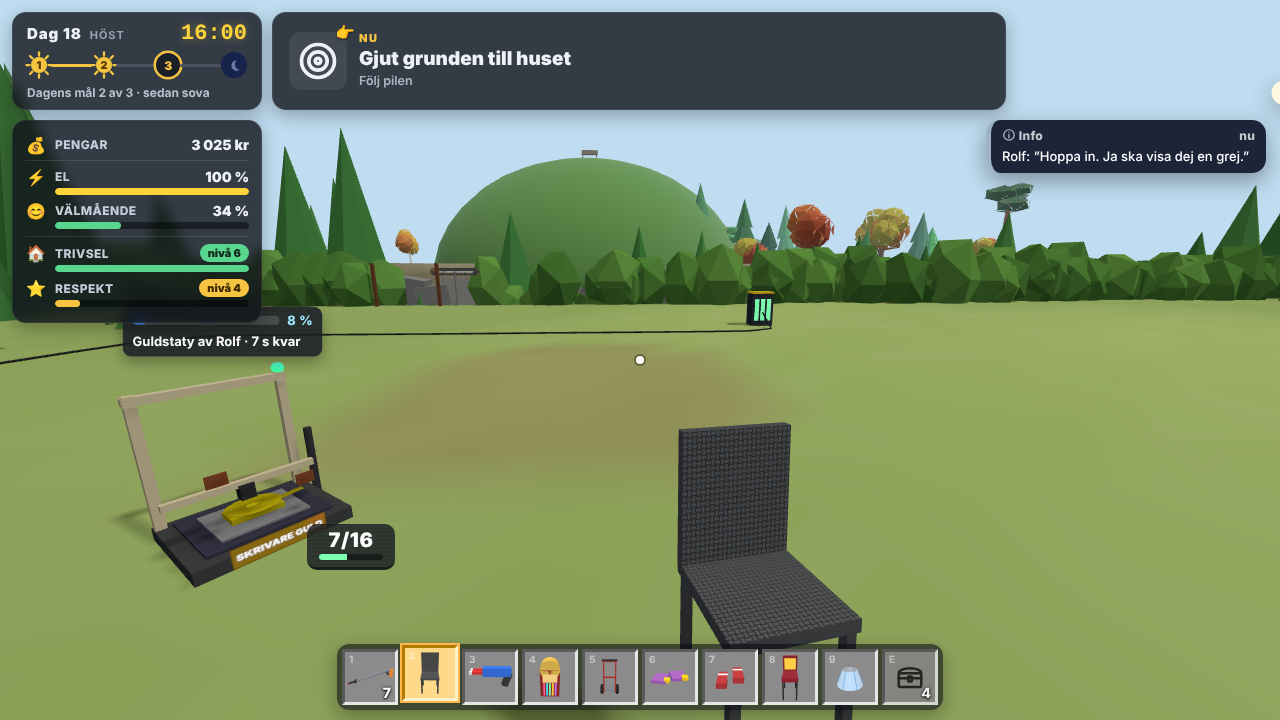 Dag 18 HÖST 16:00
1 2 3
Dagens mål 2 av 3 · sedan sova
NU
Gjut grunden till huset
Följ pilen
PENGAR 3 025 kr
EL 100 %
VÄLMÅENDE 34 %
TRIVSEL nivå 6
RESPEKT nivå 4
Info nu
Rolf: "Hoppa in. Ja ska visa dej en grej."
8 %
Guldstaty av Rolf · 7 s kvar
SKRIVARE GULD
7/16
1 2 3 4 5 6 7 8 9 E
7 4